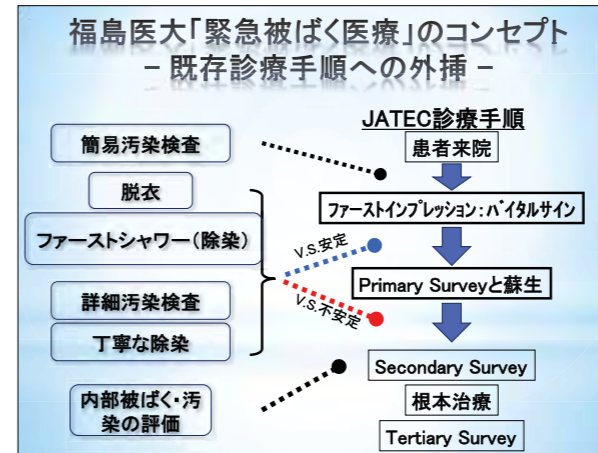 福島医大「緊急被ばく医療」のコンセプト
– 既存診療手順への外挿 –
JATEC診療手順
簡易汚染検査
患者来院
脱衣
ファーストインプレッション：バイタルサイン
ファーストシャワー（除染）
V.S.安定
Primary Surveyと蘇生
V.S.不安定
詳細汚染検査
丁寧な除染
Secondary Survey
内部被ばく・汚
染の評価
根本治療
Tertiary Survey